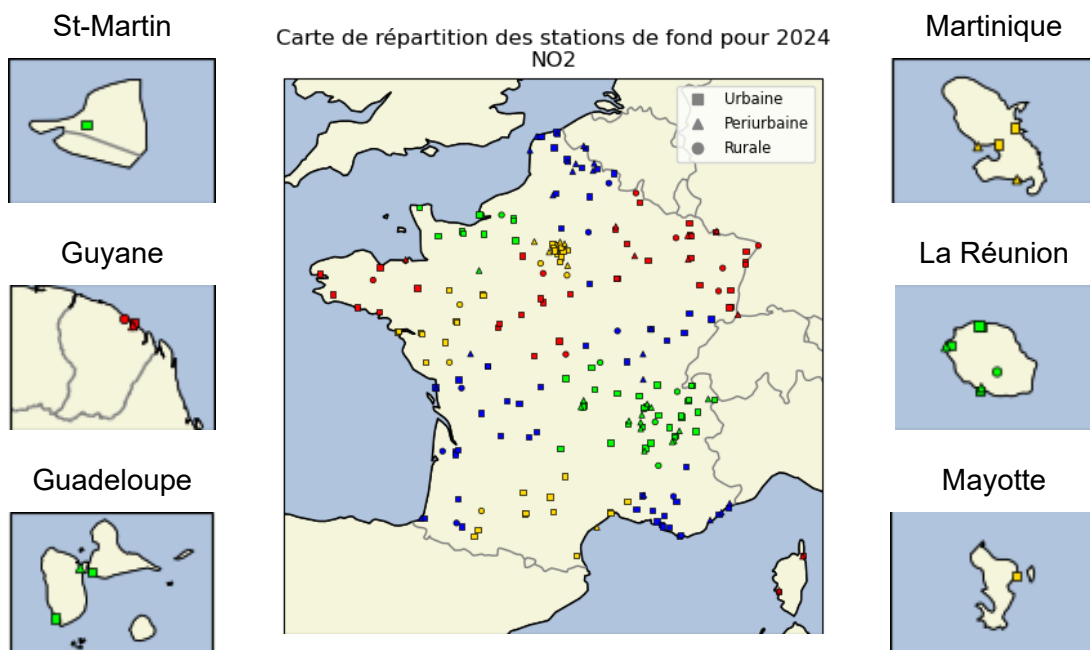 St-Martin
Carte de répartition des stations de fond pour 2024
NO2
Martinique
Urbaine
Periurbaine
Rurale
Guyane
La Réunion
Guadeloupe
Mayotte